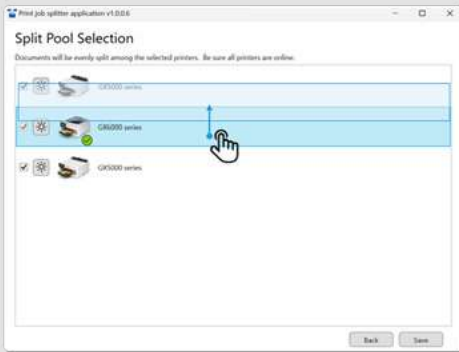 Print job splitter application v1.0.0.6
Split Pool Selection
Documents will be evenly split among the selected printers. Be sure all printers are online.
GX5000 series
GX6000 series
GX5000 series
Back
Save